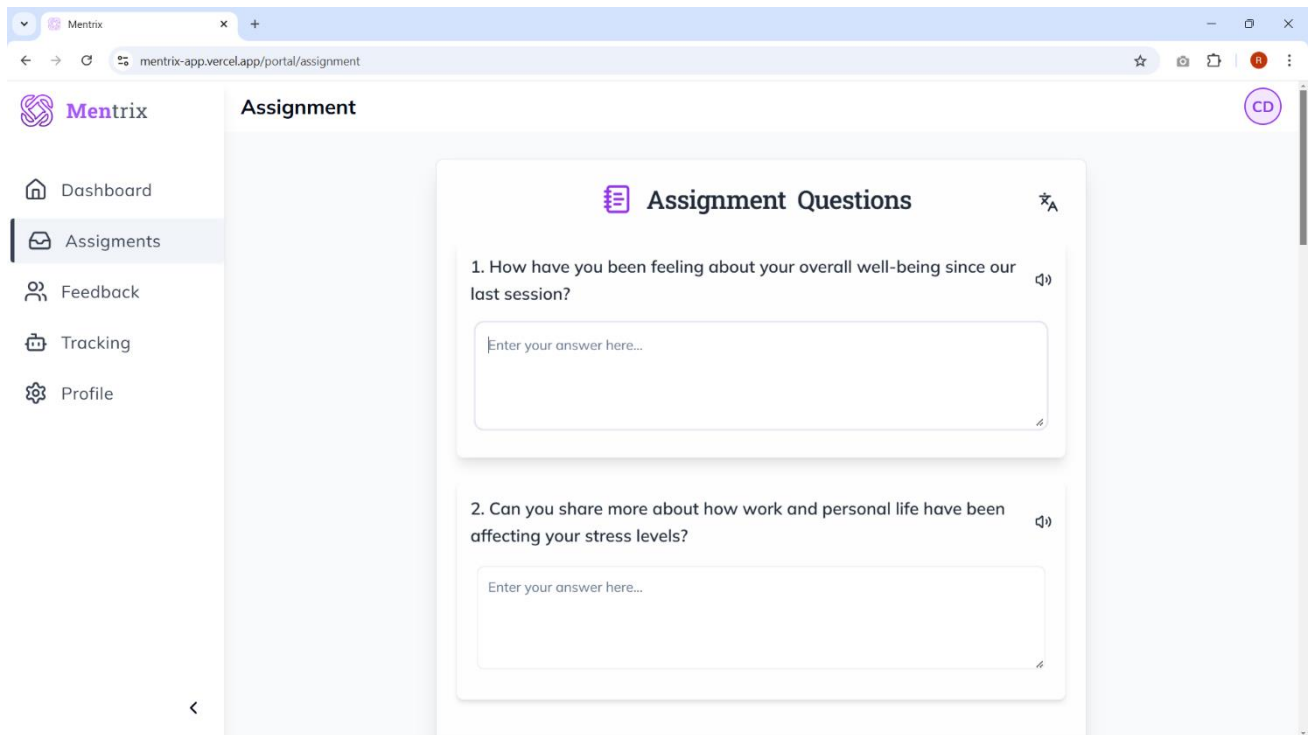 Mentrix
mentrix-app.vercel.app/portal/assignment
R
Mentrix
Assignment
CD
Dashboard
Assigments
Feedback
Tracking
Profile
Assignment Questions
文A
1. How have you been feeling about your overall well-being since our
last session?
Enter your answer here...
2. Can you share more about how work and personal life have been
affecting your stress levels?
Enter your answer here...